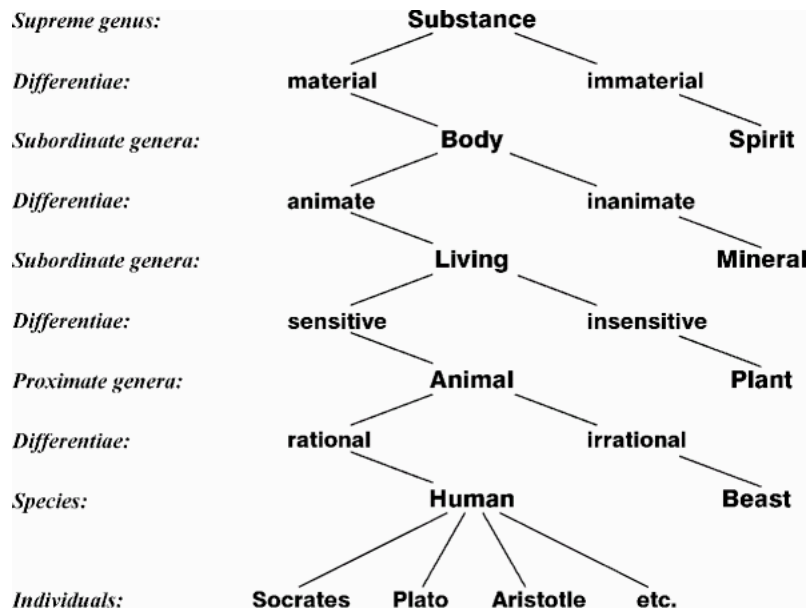 Supreme genus: Substance
Differentiae: material immaterial
Subordinate genera: Body Spirit
Differentiae: animate inanimate
Subordinate genera: Living Mineral
Differentiae: sensitive insensitive
Proximate genera: Animal Plant
Differentiae: rational irrational
Species: Human Beast
Individuals: Socrates Plato Aristotle etc.